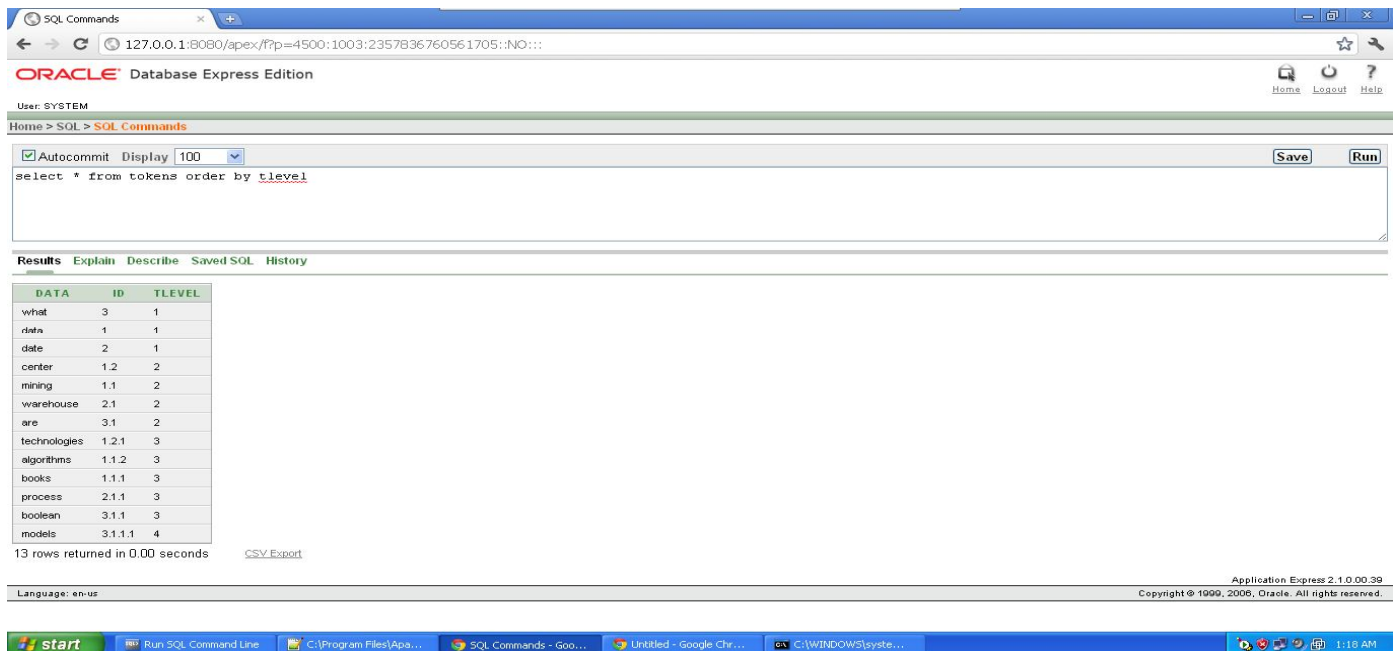 SQL Commands
127.0.0.1:8080/apex/f?p=4500:1003:2357836760561705::NO:::
ORACLE Database Express Edition
Home Logout Help
User: SYSTEM
Home > SQL > SQL Commands
Autocommit Display 100 Save Run
select * from tokens order by tlevel
Results Explain Describe Saved SQL History
DATA ID TLEVEL
what 3 1
data 1 1
date 2 1
center 1.2 2
mining 1.1 2
warehouse 2.1 2
are 3.1 2
technologies 1.2.1 3
algorithms 1.1.2 3
books 1.1.1 3
process 2.1.1 3
boolean 3.1.1 3
models 3.1.1.1 4
13 rows returned in 0.00 seconds CSV Export
Application Express 2.1.0.00.39
Language: en-us Copyright © 1999, 2006, Oracle. All rights reserved.
start Run SQL Command Line C:\Program Files\Apa... SQL Commands - Goo... Untitled - Google Chr... C:\WINDOWS\syste... 1:18 AM